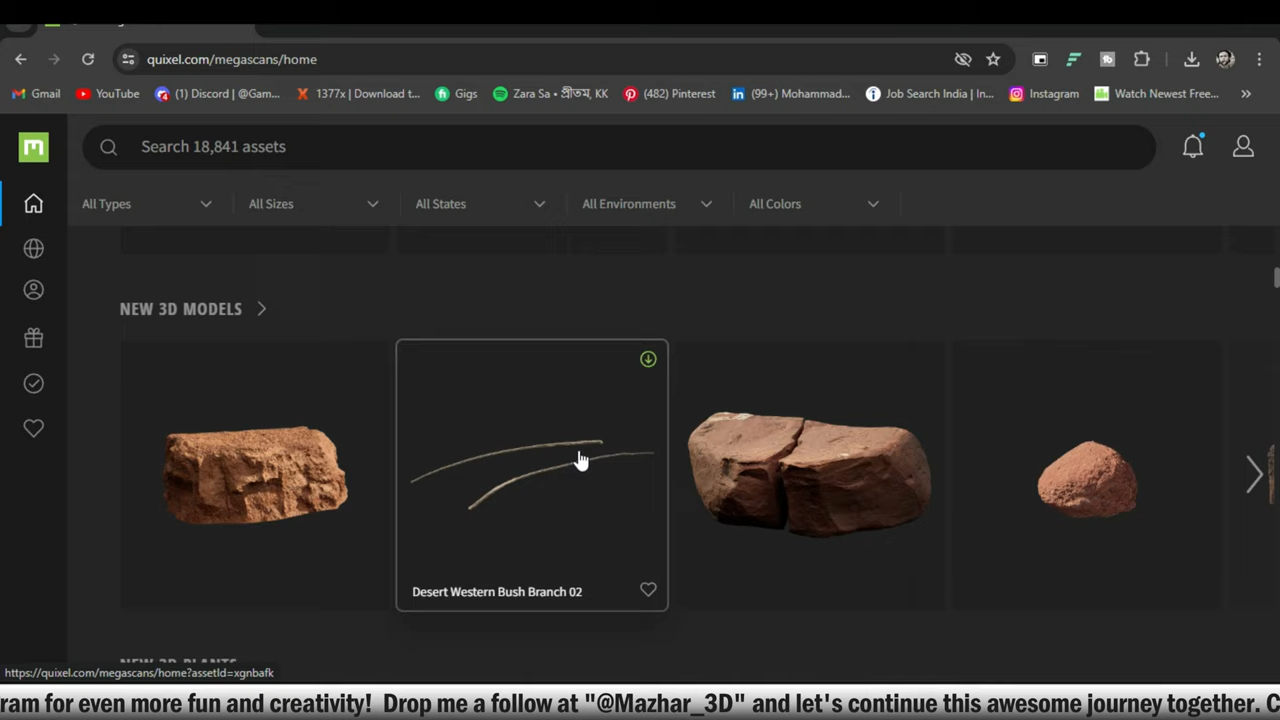 quixel.com/megascans/home
Gmail YouTube (1) Discord | @Gam... 1377x | Download t... Gigs Zara Sa • প্রীতম, KK (482) Pinterest (99+) Mohammad... Job Search India | In... Instagram Watch Newest Free... »
Search 18,841 assets
All Types All Sizes All States All Environments All Colors
NEW 3D MODELS
Desert Western Bush Branch 02
NEW 3D PLANTS
https://quixel.com/megascans/home?assetId=xgnbafk
ram for even more fun and creativity! Drop me a follow at "@Mazhar_3D" and let's continue this awesome journey together. C